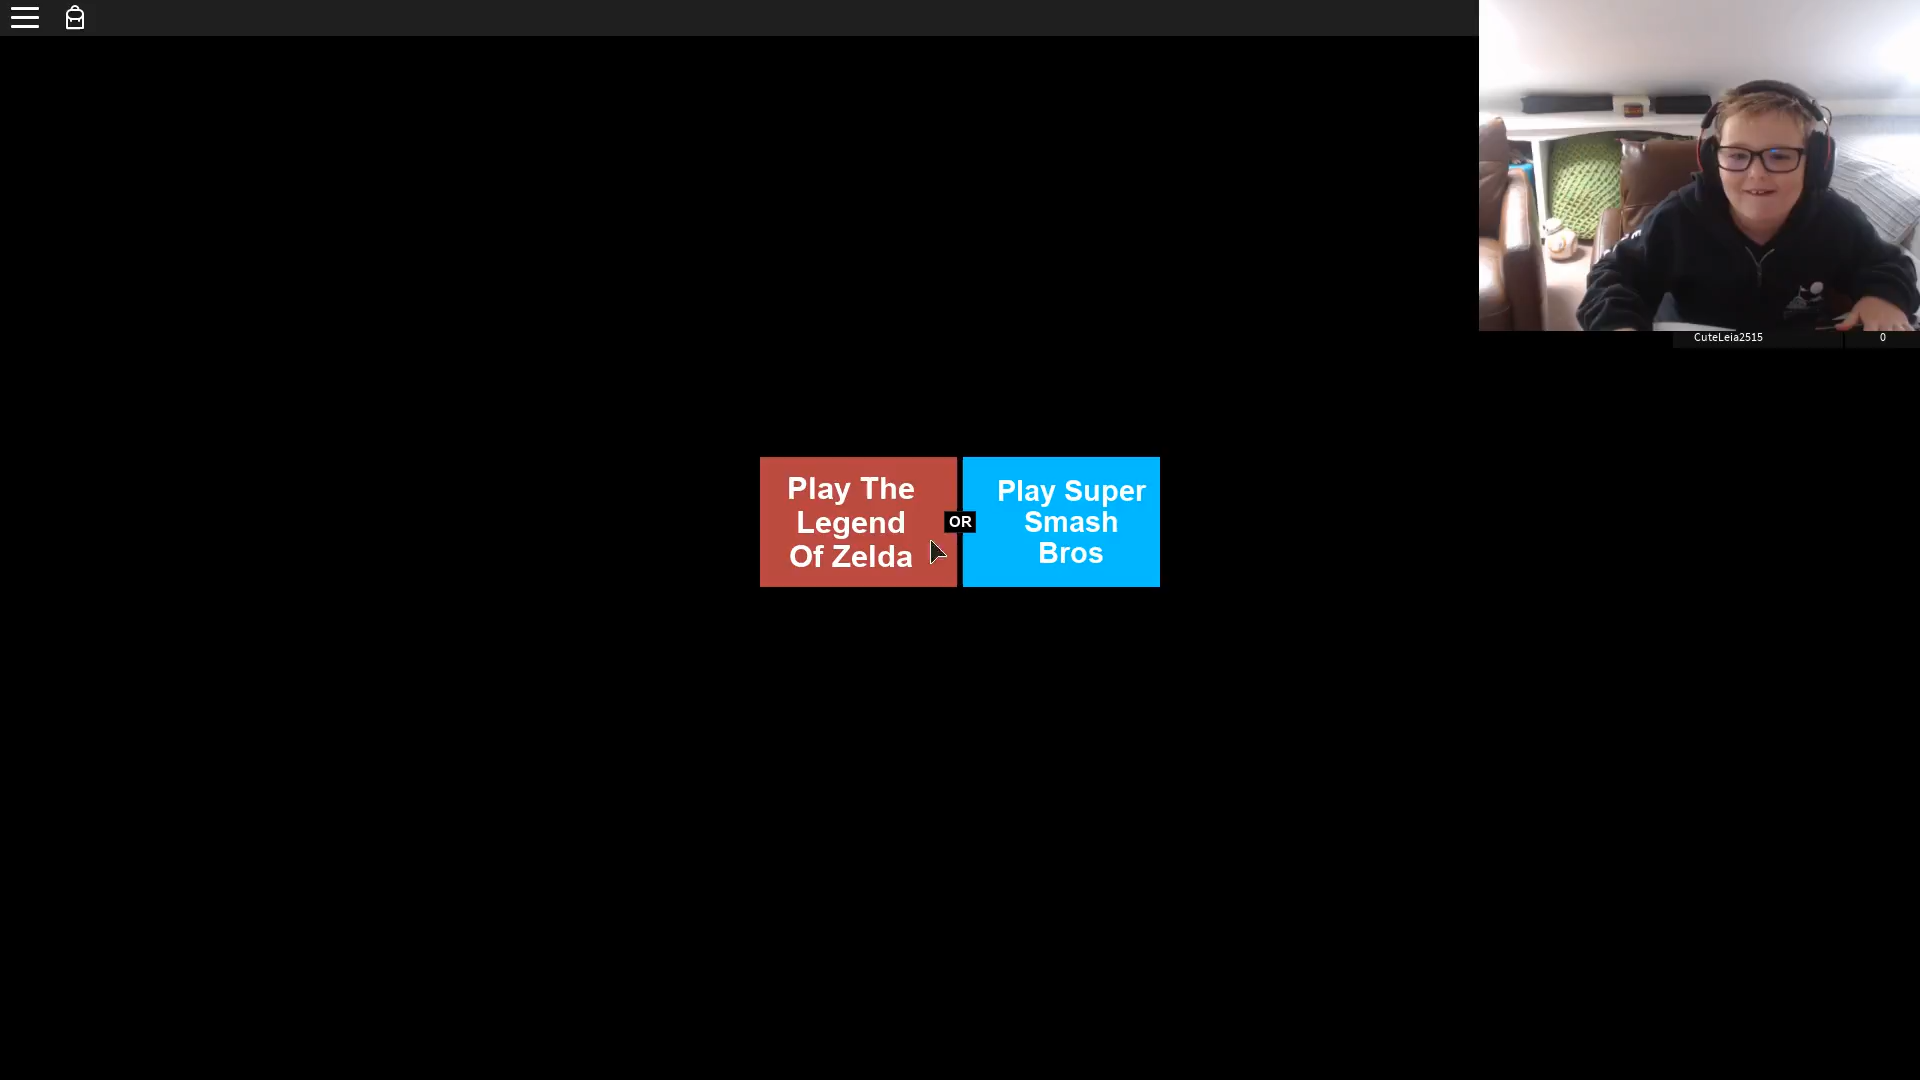 CuteLeia2515 0
Play The
Legend
Of Zelda
OR
Play Super
Smash
Bros